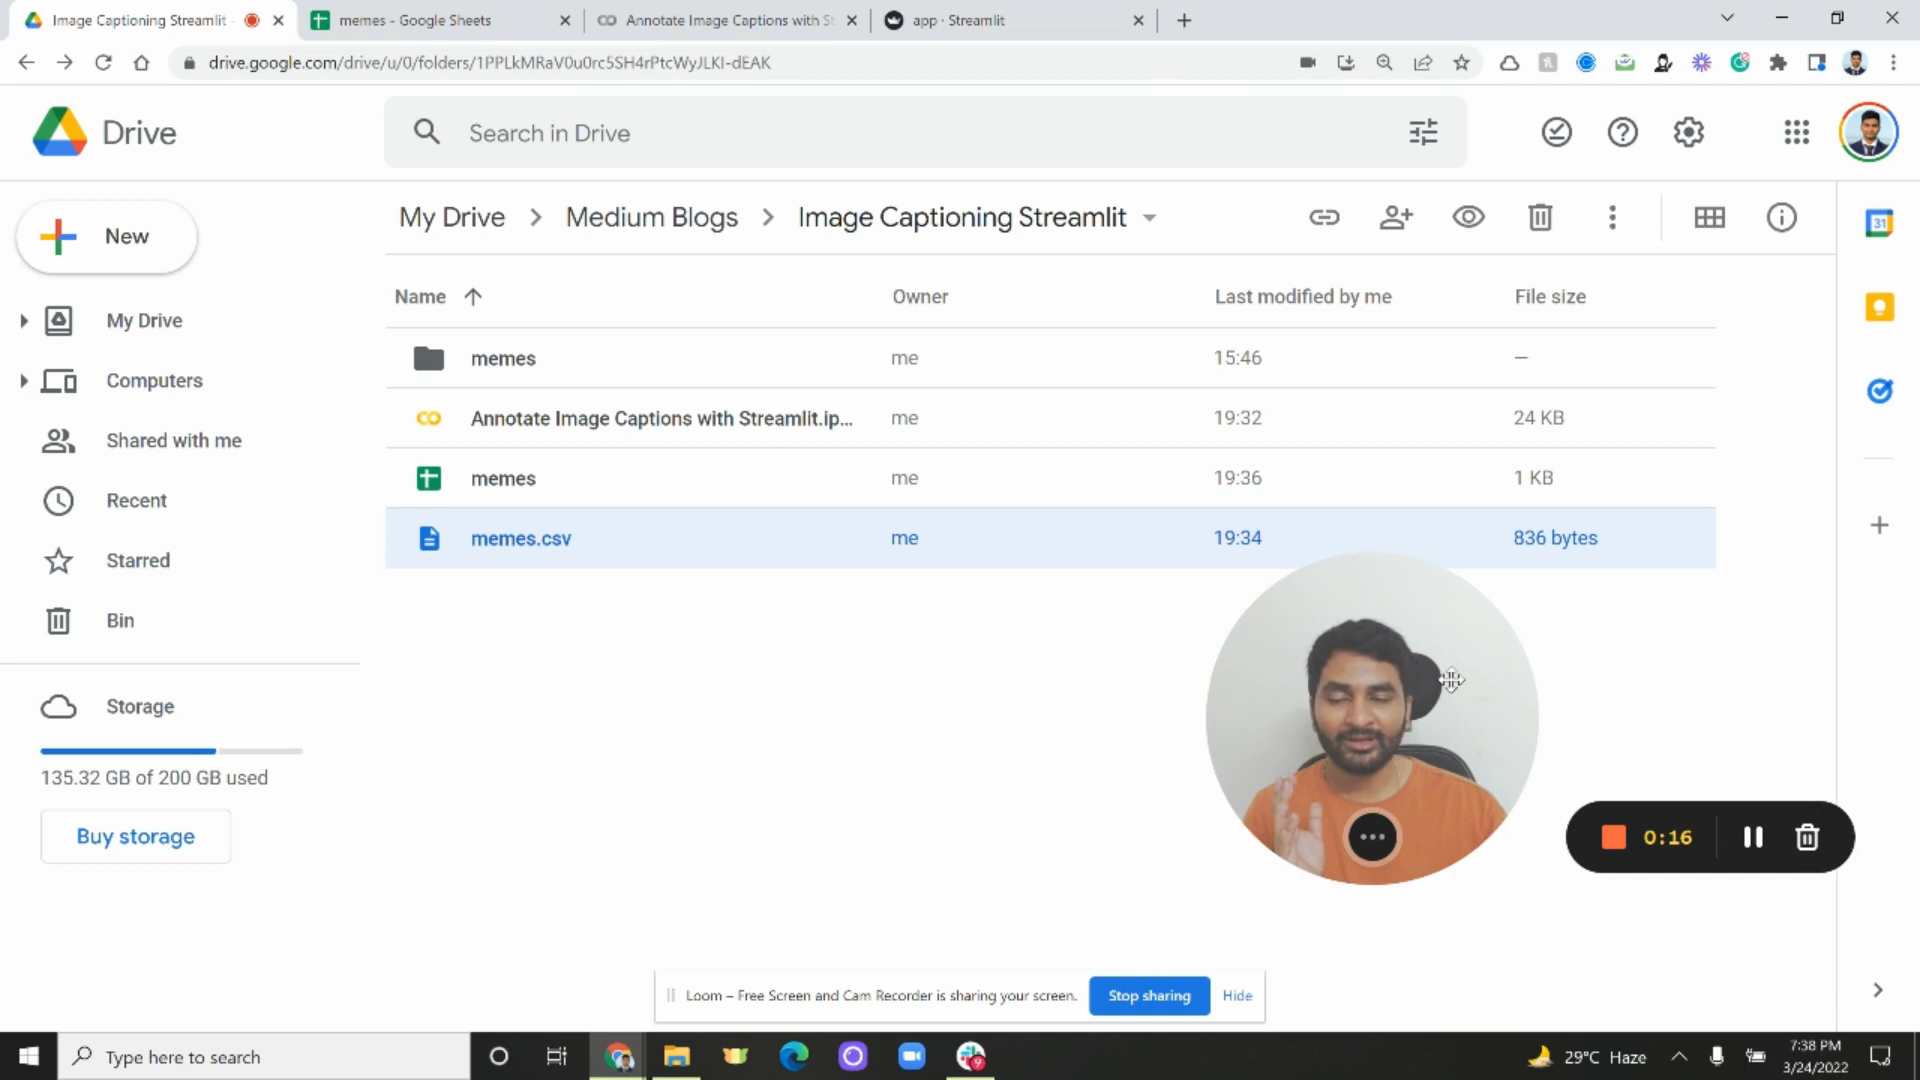 Image Captioning Streamlit -
memes - Google Sheets
Annotate Image Captions with St
app · Streamlit
drive.google.com/drive/u/0/folders/1PPLkMRaV0u0rc5SH4rPtcWyJLKI-dEAK
Drive
Search in Drive
New
My Drive
Medium Blogs
Image Captioning Streamlit
31
Name
Owner
Last modified by me
File size
My Drive
memes
me
15:46
—
Computers
Annotate Image Captions with Streamlit.ip...
me
19:32
24 KB
Shared with me
memes
me
19:36
1 KB
Recent
memes.csv
me
19:34
836 bytes
Starred
Bin
Storage
135.32 GB of 200 GB used
Buy storage
0:16
Loom – Free Screen and Cam Recorder is sharing your screen.
Stop sharing
Hide
Type here to search
9
29°C Haze
7:38 PM
3/24/2022